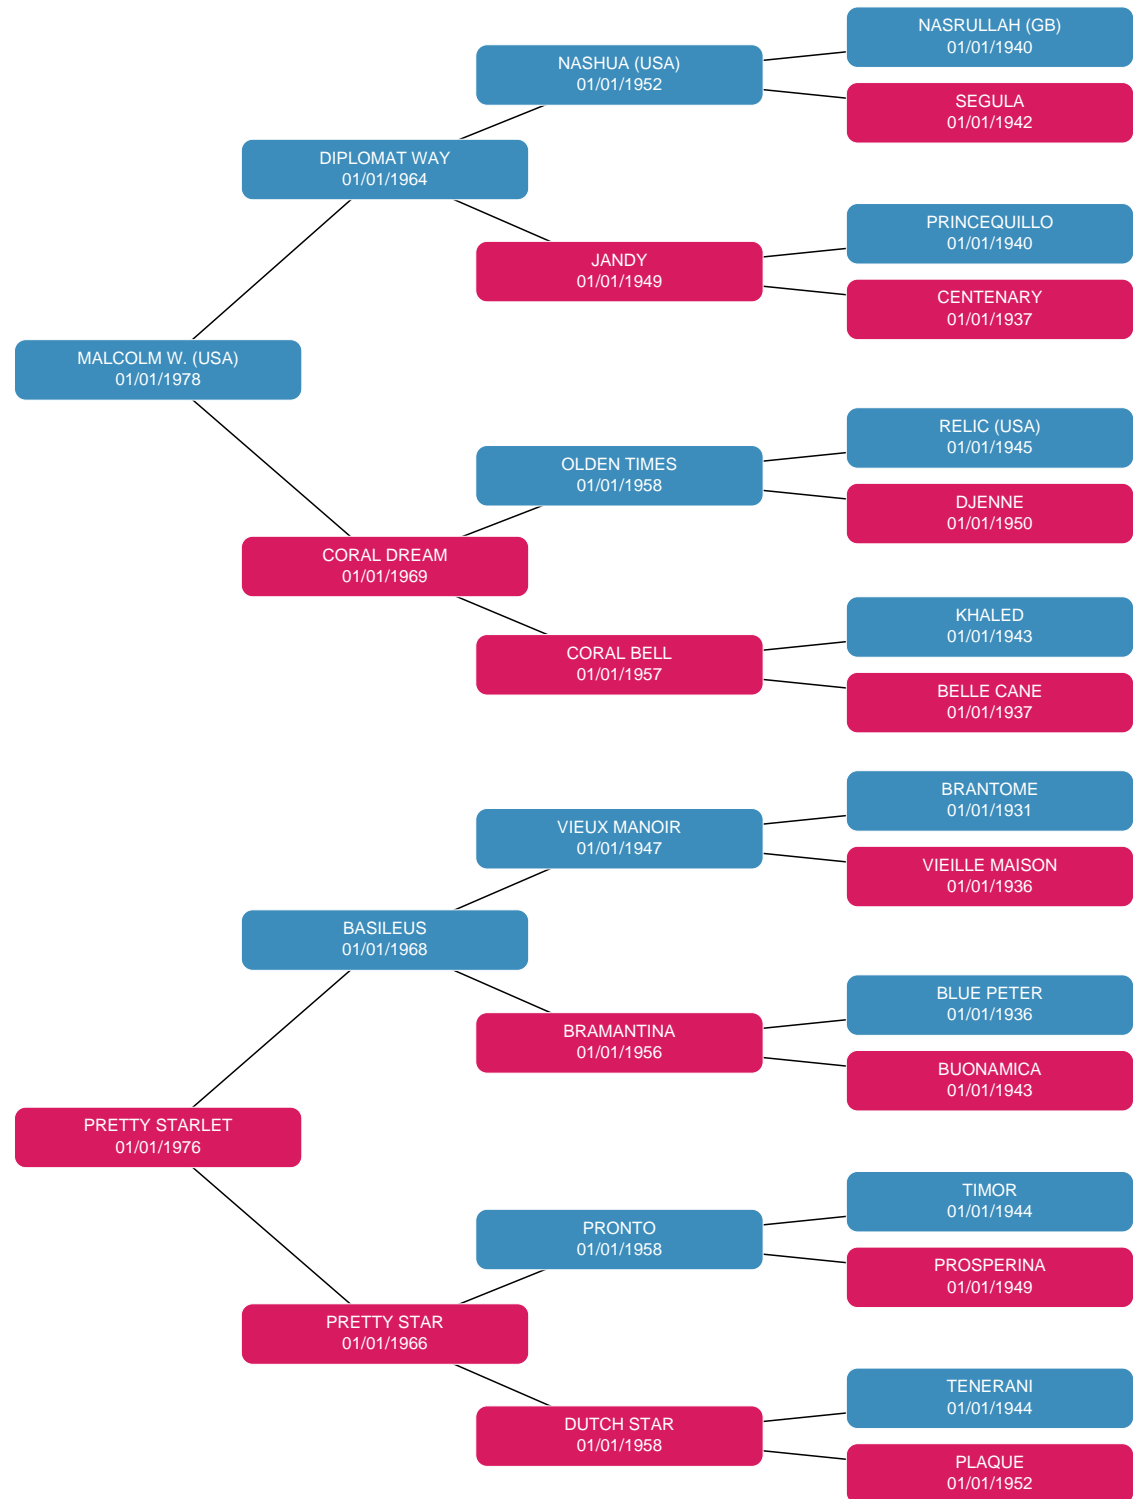 NASRULLAH (GB)
01/01/1940
NASHUA (USA)
01/01/1952
SEGULA
01/01/1942
DIPLOMAT WAY
01/01/1964
PRINCEQUILLO
01/01/1940
JANDY
01/01/1949
CENTENARY
01/01/1937
MALCOLM W. (USA)
01/01/1978
RELIC (USA)
01/01/1945
OLDEN TIMES
01/01/1958
DJENNE
01/01/1950
CORAL DREAM
01/01/1969
KHALED
01/01/1943
CORAL BELL
01/01/1957
BELLE CANE
01/01/1937
BRANTOME
01/01/1931
VIEUX MANOIR
01/01/1947
VIEILLE MAISON
01/01/1936
BASILEUS
01/01/1968
BLUE PETER
01/01/1936
BRAMANTINA
01/01/1956
BUONAMICA
01/01/1943
PRETTY STARLET
01/01/1976
TIMOR
01/01/1944
PRONTO
01/01/1958
PROSPERINA
01/01/1949
PRETTY STAR
01/01/1966
TENERANI
01/01/1944
DUTCH STAR
01/01/1958
PLAQUE
01/01/1952